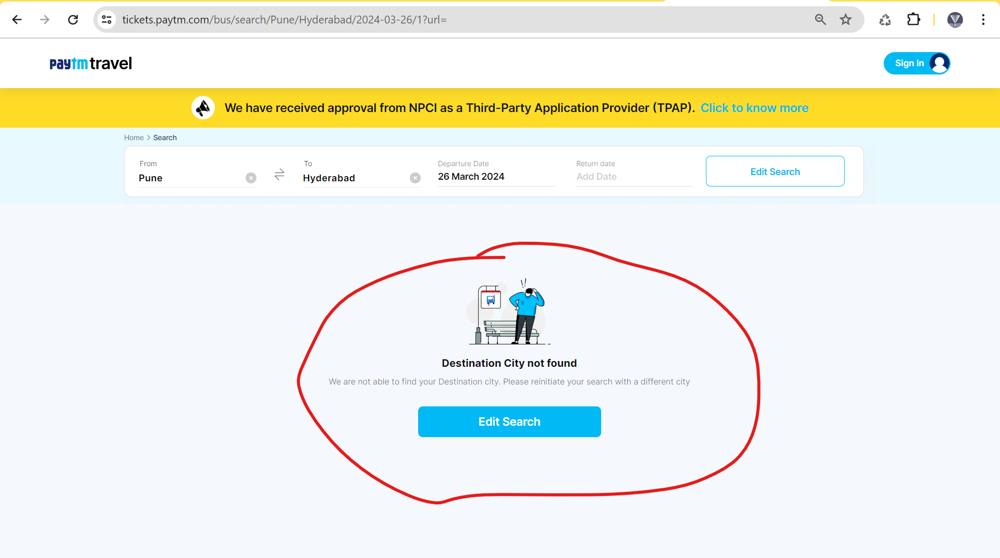 tickets.paytm.com/bus/search/Pune/Hyderabad/2024-03-26/1?url=
VELOCITY
paytm travel
Sign In
We have received approval from NPCI as a Third-Party Application Provider (TPAP). Click to know more
Home > Search
From
To
Departure Date
Return date
Pune
Hyderabad
26 March 2024
Add Date
Edit Search
Destination City not found
We are not able to find your Destination city. Please reinitiate your search with a different city
Edit Search